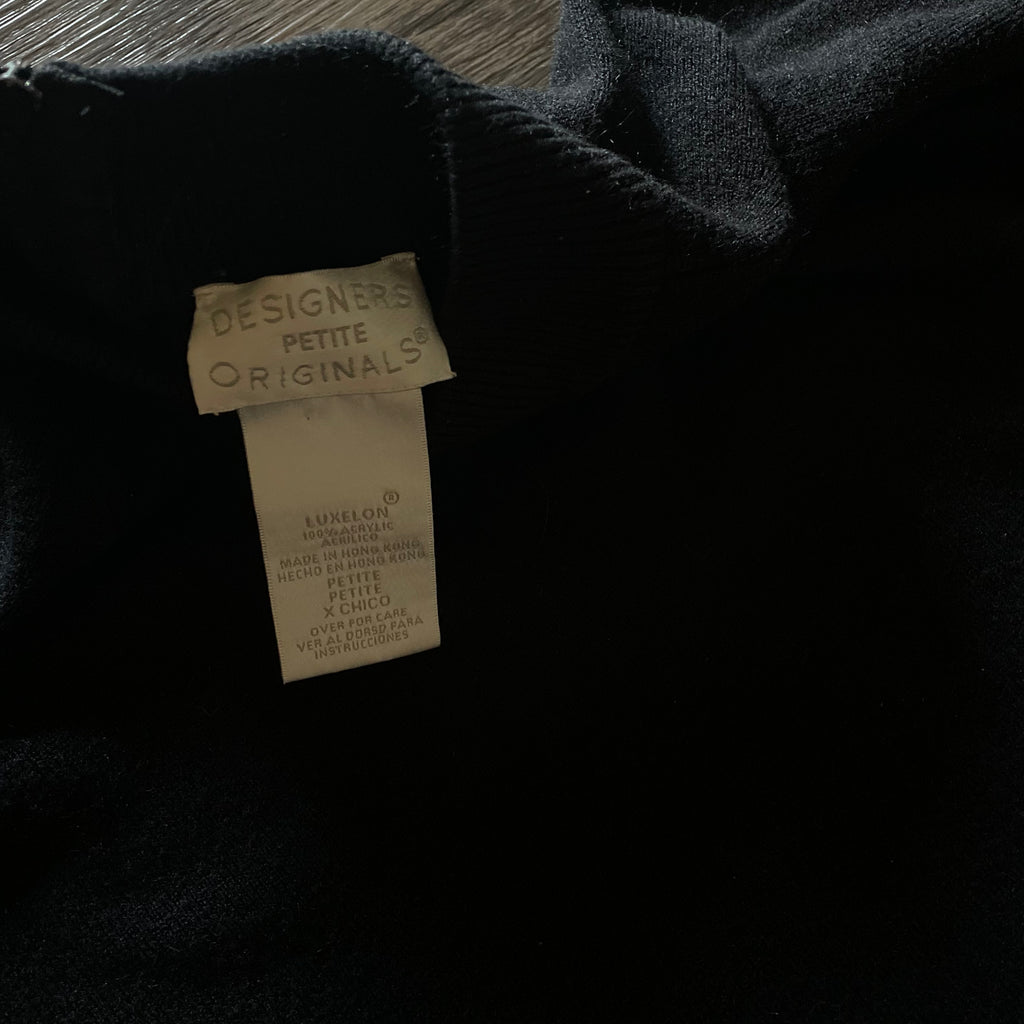 DESIGNERS
PETITE
ORIGINALS®
LUXELON®
100% ACRYLIC
ACRILICO
MADE IN HONG KONG
HECHO EN HONG KONG
PETITE
PETITE
X CHICO
OVER FOR CARE
VER AL DORSO PARA
INSTRUCCIONES